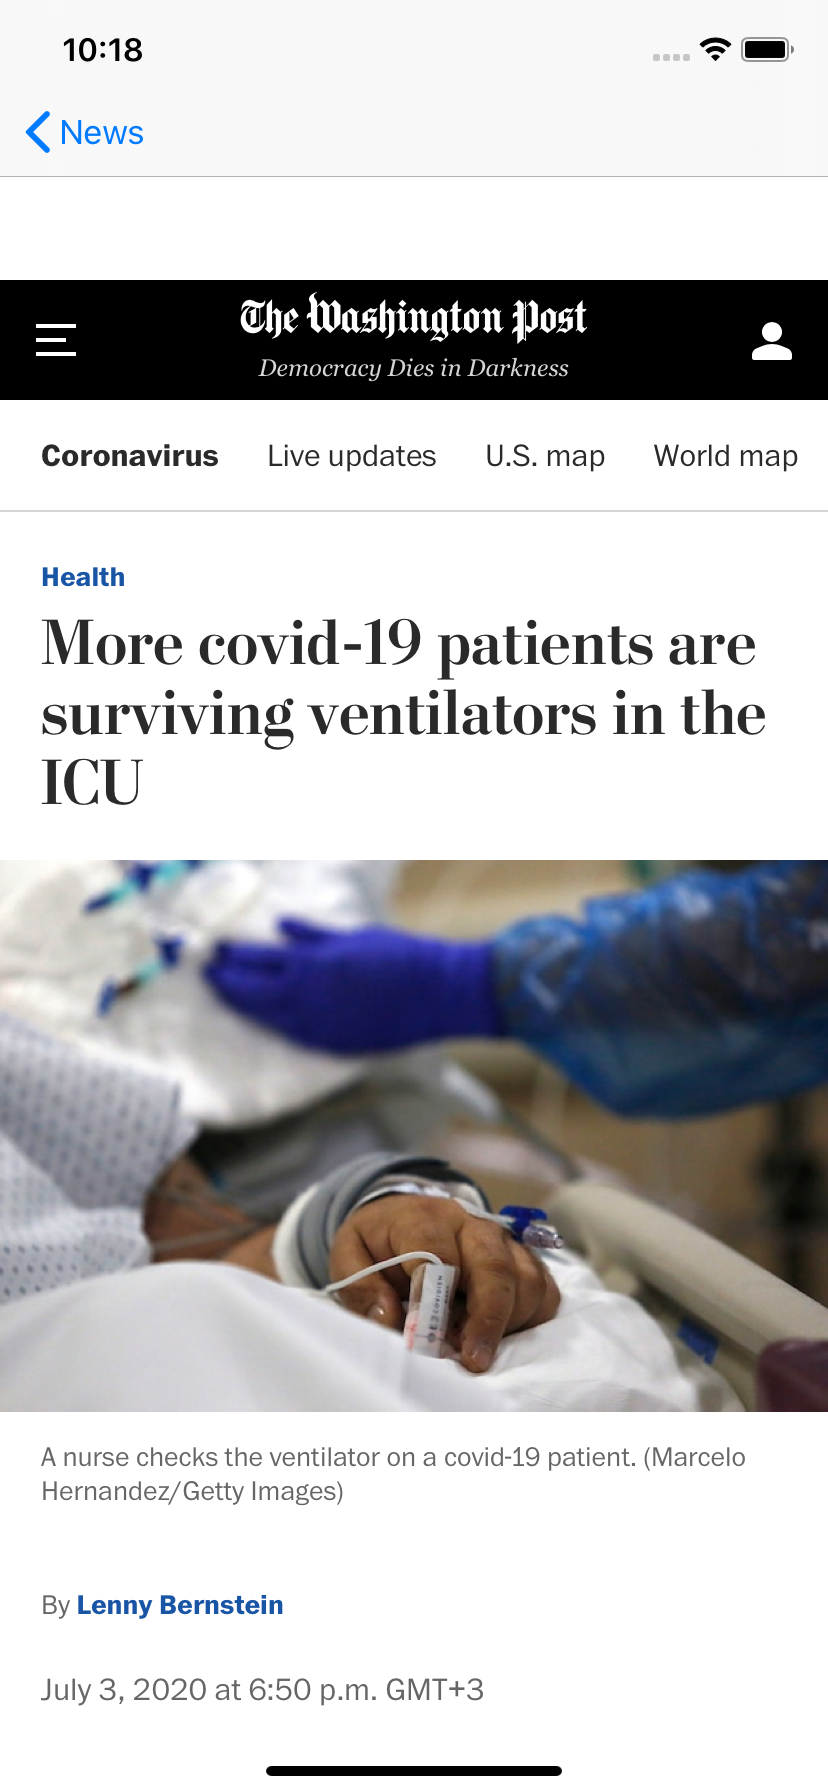 10:18
News
The Washington Post
Democracy Dies in Darkness
Coronavirus Live updates U.S. map World map
Health
More covid-19 patients are
surviving ventilators in the
ICU
COVIDIEN
A nurse checks the ventilator on a covid-19 patient. (Marcelo
Hernandez/Getty Images)
By Lenny Bernstein
July 3, 2020 at 6:50 p.m. GMT+3